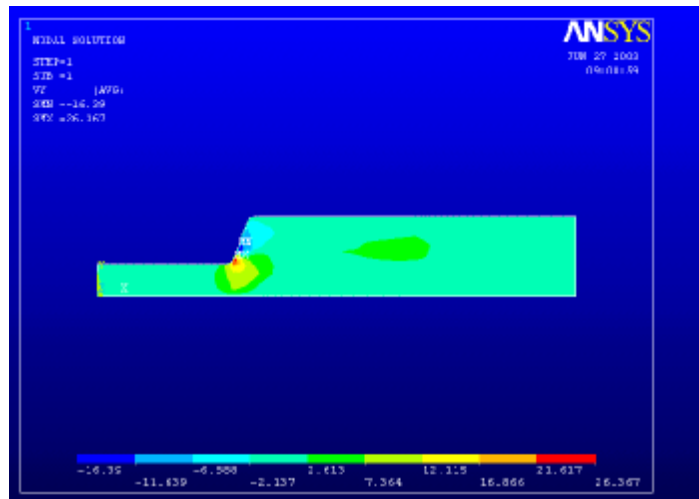 1
NODAL SOLUTION
STEP=1
SUB =1
VY (AVG)
SMN =-16.39
SMX =26.367
ANSYS
JUN 27 2003
MN
MX
X
-16.39 -6.888 2.613 12.115 21.617
-11.639 -2.137 7.364 16.866 26.367